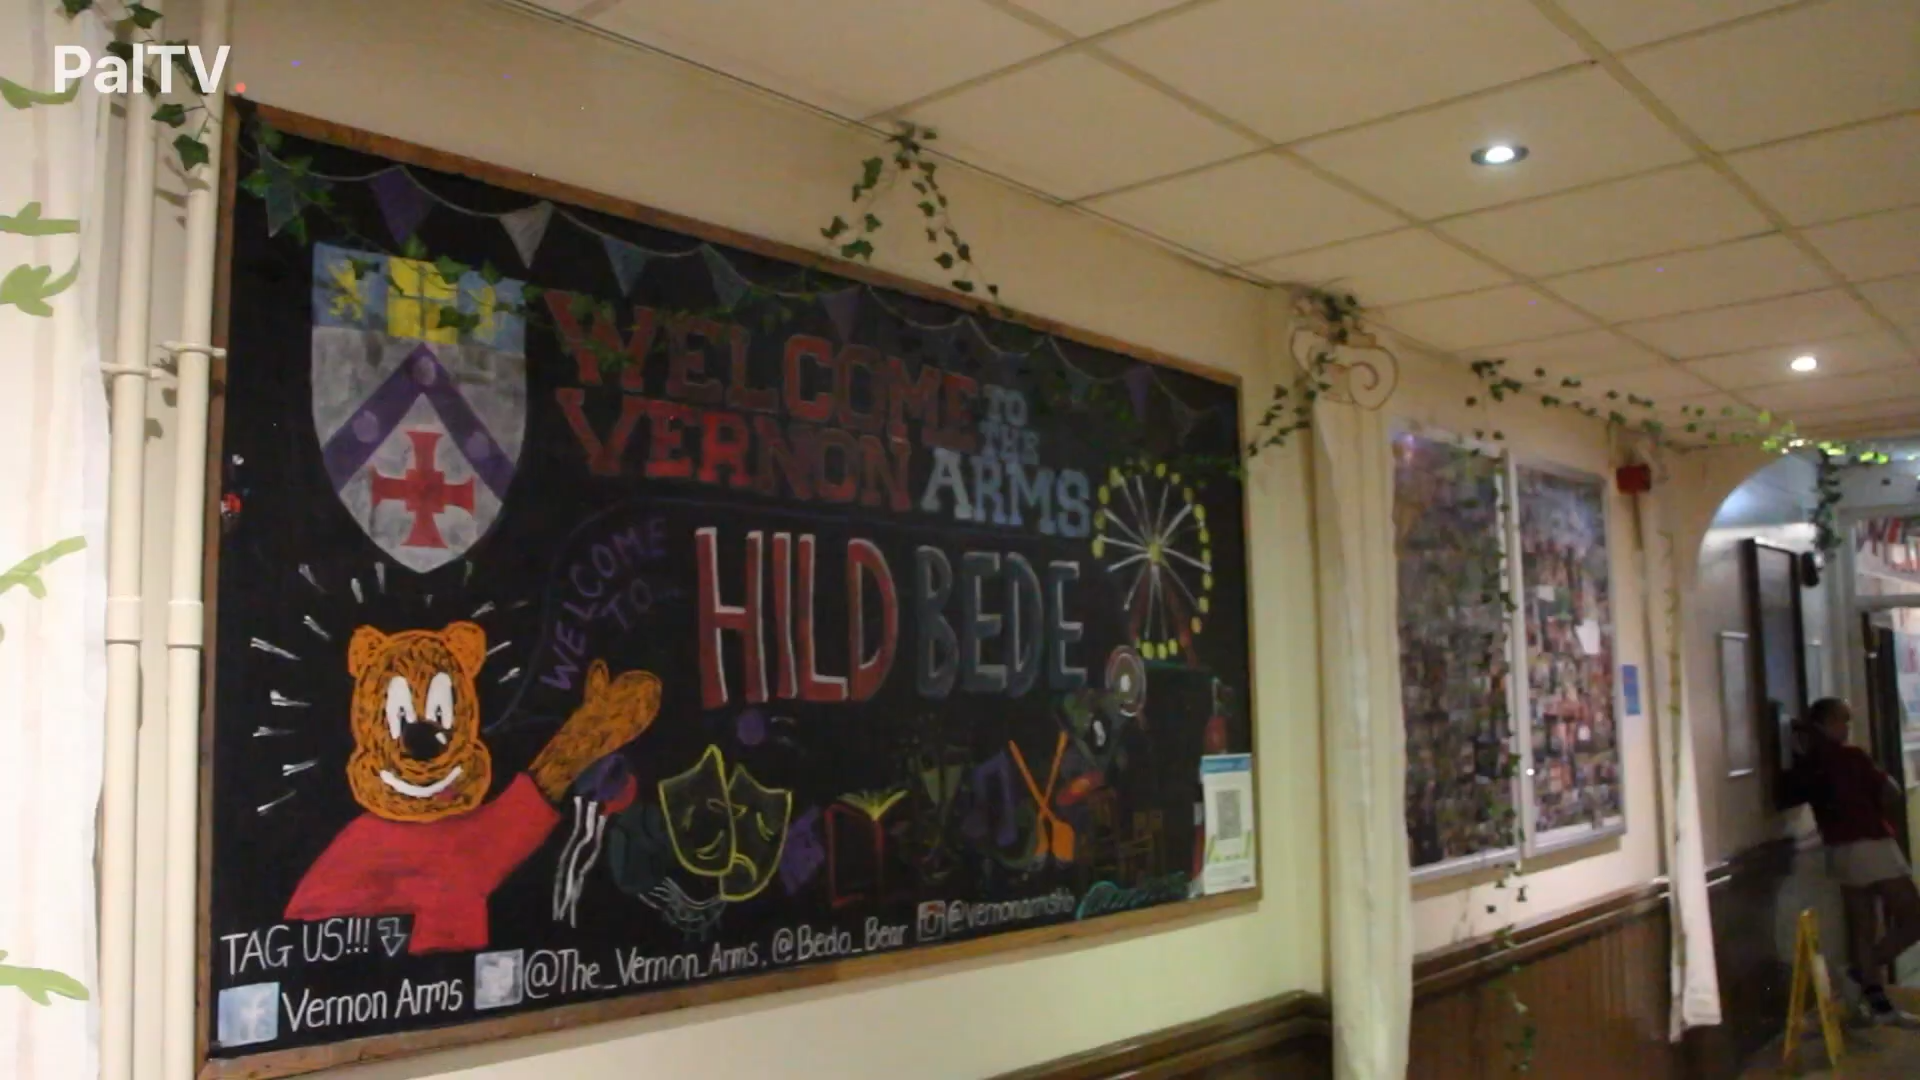 PalTV
WELCOME TO THE
VERNON ARMS
WELCOME TO...
HILD BEDE
TAG US!!!
Vernon Arms @The_Vernon_Arms, @Bedo_Bear @vernonarmshb